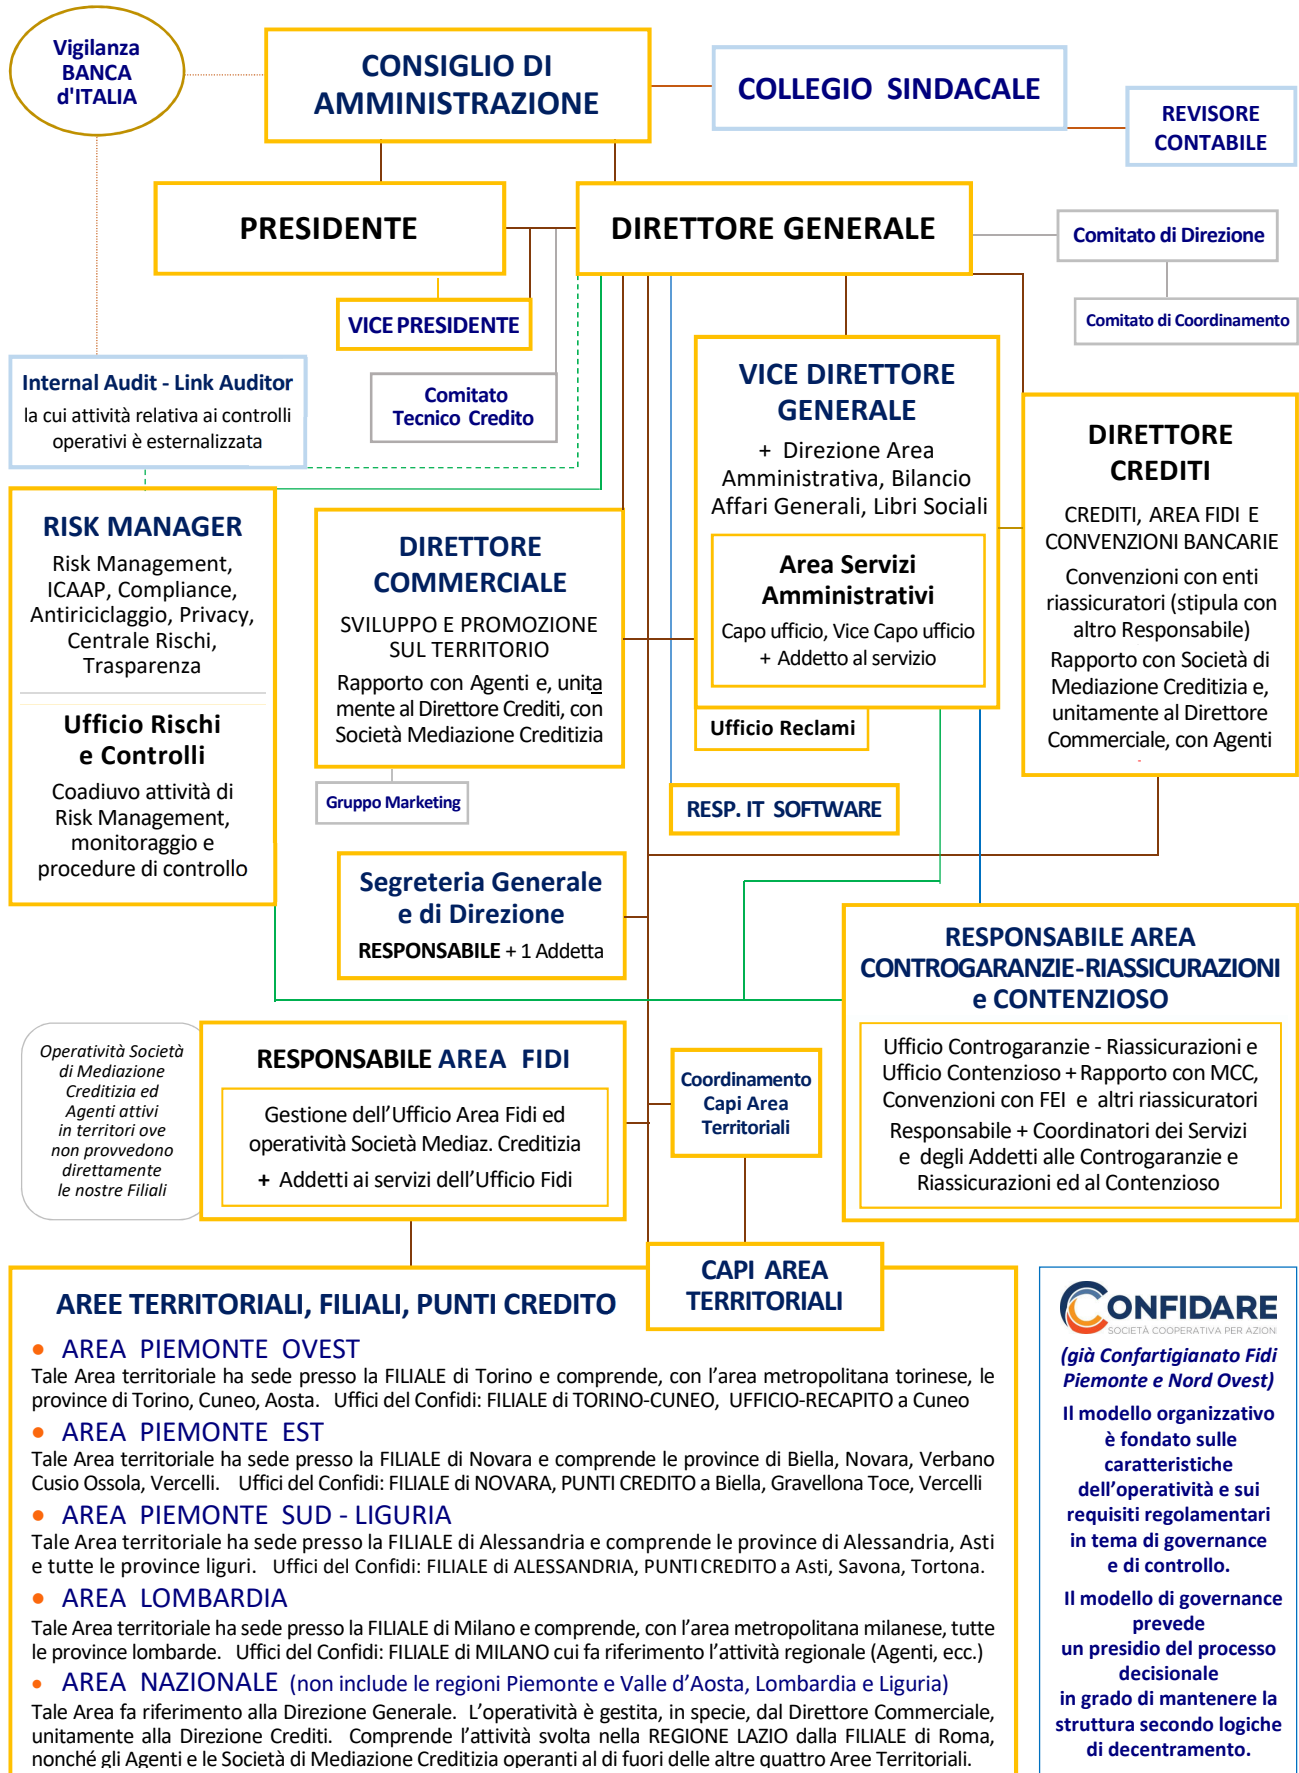 Vigilanza
BANCA
d'ITALIA
CONSIGLIO DI
AMMINISTRAZIONE
COLLEGIO SINDACALE
REVISORE
CONTABILE
PRESIDENTE
DIRETTORE GENERALE
Comitato di Direzione
VICE PRESIDENTE
Comitato di Coordinamento
Internal Audit - Link Auditor
la cui attività relativa ai controlli
operativi è esternalizzata
Comitato
Tecnico Credito
VICE DIRETTORE
GENERALE
+ Direzione Area
Amministrativa, Bilancio
Affari Generali, Libri Sociali
Area Servizi
Amministrativi
Capo ufficio, Vice Capo ufficio
+ Addetto al servizio
Ufficio Reclami
DIRETTORE
CREDITI
CREDITI, AREA FIDI E
CONVENZIONI BANCARIE
Convenzioni con enti
riassicuratori (stipula con
altro Responsabile)
Rapporto con Società di
Mediazione Creditizia e,
unitamente al Direttore
Commerciale, con Agenti
RISK MANAGER
Risk Management,
ICAAP, Compliance,
Antiriciclaggio, Privacy,
Centrale Rischi,
Trasparenza
Ufficio Rischi
e Controlli
Coadiuvo attività di
Risk Management,
monitoraggio e
procedure di controllo
DIRETTORE
COMMERCIALE
SVILUPPO E PROMOZIONE
SUL TERRITORIO
Rapporto con Agenti e, unita
mente al Direttore Crediti, con
Società Mediazione Creditizia
Gruppo Marketing
RESP. IT SOFTWARE
Segreteria Generale
e di Direzione
RESPONSABILE + 1 Addetta
RESPONSABILE AREA
CONTROGARANZIE-RIASSICURAZIONI
e CONTENZIOSO
Ufficio Controgaranzie - Riassicurazioni e
Ufficio Contenzioso + Rapporto con MCC,
Convenzioni con FEI e altri riassicuratori
Responsabile + Coordinatori dei Servizi
e degli Addetti alle Controgaranzie e
Riassicurazioni ed al Contenzioso
Operatività Società
di Mediazione
Creditizia ed
Agenti attivi
in territori ove
non provvedono
direttamente
le nostre Filiali
RESPONSABILE AREA FIDI
Gestione dell'Ufficio Area Fidi ed
operatività Società Mediaz. Creditizia
+ Addetti ai servizi dell'Ufficio Fidi
Coordinamento
Capi Area
Territoriali
CAPI AREA
TERRITORIALI
AREE TERRITORIALI, FILIALI, PUNTI CREDITO
• AREA PIEMONTE OVEST
Tale Area territoriale ha sede presso la FILIALE di Torino e comprende, con l'area metropolitana torinese, le
province di Torino, Cuneo, Aosta. Uffici del Confidi: FILIALE di TORINO-CUNEO, UFFICIO-RECAPITO a Cuneo
• AREA PIEMONTE EST
Tale Area territoriale ha sede presso la FILIALE di Novara e comprende le province di Biella, Novara, Verbano
Cusio Ossola, Vercelli. Uffici del Confidi: FILIALE di NOVARA, PUNTI CREDITO a Biella, Gravellona Toce, Vercelli
• AREA PIEMONTE SUD - LIGURIA
Tale Area territoriale ha sede presso la FILIALE di Alessandria e comprende le province di Alessandria, Asti
e tutte le province liguri. Uffici del Confidi: FILIALE di ALESSANDRIA, PUNTI CREDITO a Asti, Savona, Tortona.
• AREA LOMBARDIA
Tale Area territoriale ha sede presso la FILIALE di Milano e comprende, con l'area metropolitana milanese, tutte
le province lombarde. Uffici del Confidi: FILIALE di MILANO cui fa riferimento l'attività regionale (Agenti, ecc.)
• AREA NAZIONALE (non include le regioni Piemonte e Valle d'Aosta, Lombardia e Liguria)
Tale Area fa riferimento alla Direzione Generale. L'operatività è gestita, in specie, dal Direttore Commerciale,
unitamente alla Direzione Crediti. Comprende l'attività svolta nella REGIONE LAZIO dalla FILIALE di Roma,
nonché gli Agenti e le Società di Mediazione Creditizia operanti al di fuori delle altre quattro Aree Territoriali.
CONFIDARE
SOCIETÀ COOPERATIVA PER AZION
(già Confartigianato Fidi
Piemonte e Nord Ovest)
Il modello organizzativo
è fondato sulle
caratteristiche
dell'operatività e sui
requisiti regolamentari
in tema di governance
e di controllo.
Il modello di governance
prevede
un presidio del processo
decisionale
in grado di mantenere la
struttura secondo logiche
di decentramento.